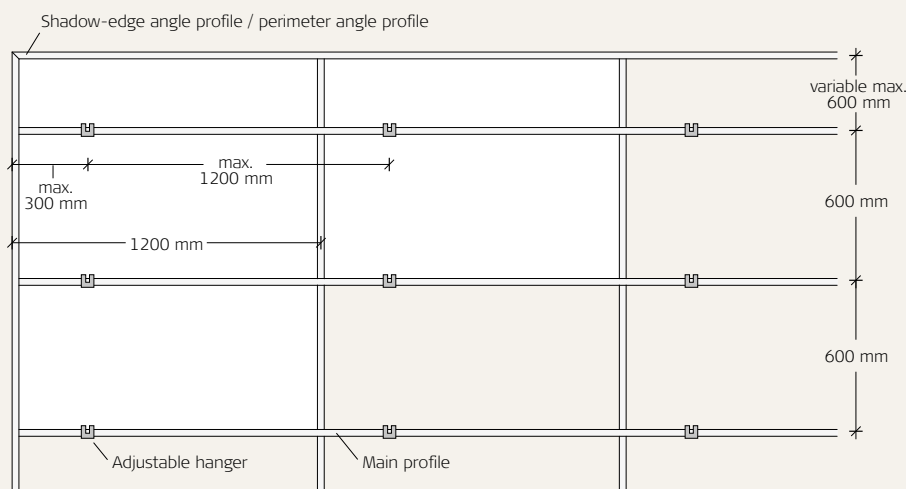 Shadow-edge angle profile / perimeter angle profile
variable max.
600 mm
max.
1200 mm
max.
300 mm
600 mm
1200 mm
600 mm
Adjustable hanger
Main profile